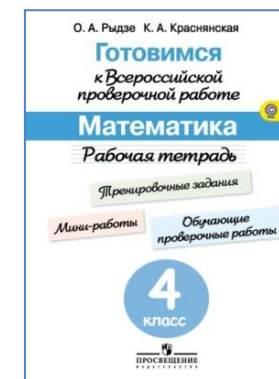 О. А. Рыдзе К. А. Краснянская
Готовимся
к Всероссийской
проверочной работе
Математика
Рабочая тетрадь
Тренировочные задания
Мини-работы
Обучающие
проверочные работы
4
класс
ПРОСВЕЩЕНИЕ
ИЗДАТЕЛЬСТВО